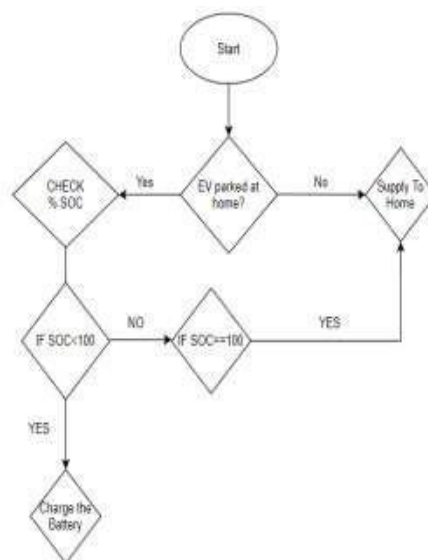 Start
EV parked at
home?
Yes
No
CHECK
% SOC
Supply To
Home
IF SOC<100
NO
IF SOC==100
YES
YES
Charge the
Battery